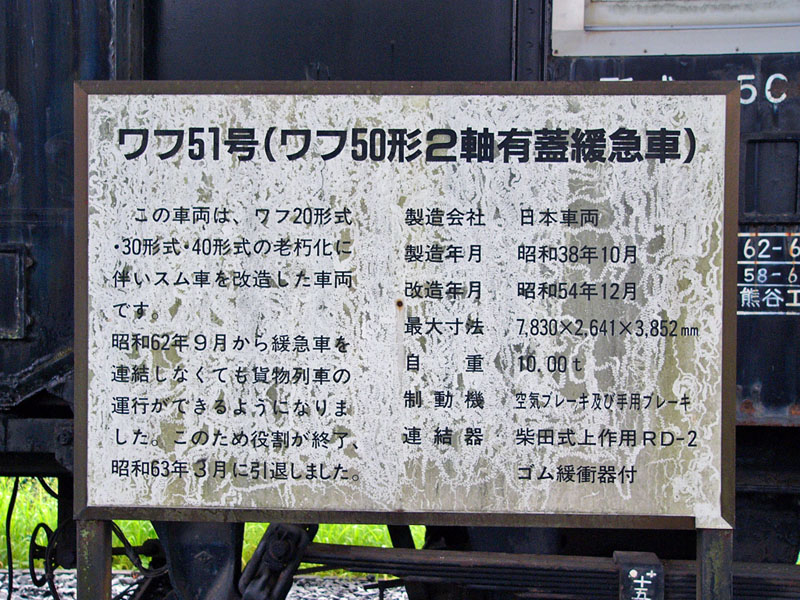 ワフ51号(ワフ50形2軸有蓋緩急車)
この車両は、ワフ20形式
・30形式・40形式の老朽化に
伴いスム車を改造した車両
です。
昭和62年9月から緩急車を
連結しなくても貨物列車の
運行ができるようになりま
した。このため役割が終了、
昭和63年3月に引退しました。
製造会社 日本車両
製造年月 昭和38年10月
改造年月 昭和54年12月
最大寸法 7,830×2,641×3,852mm
自 重 10.00t
制動機 空気ブレーキ及び手用ブレーキ
連結器 柴田式上作用RD-2
ゴム緩衝器付
5C
62-6
58-6
熊谷工
十五